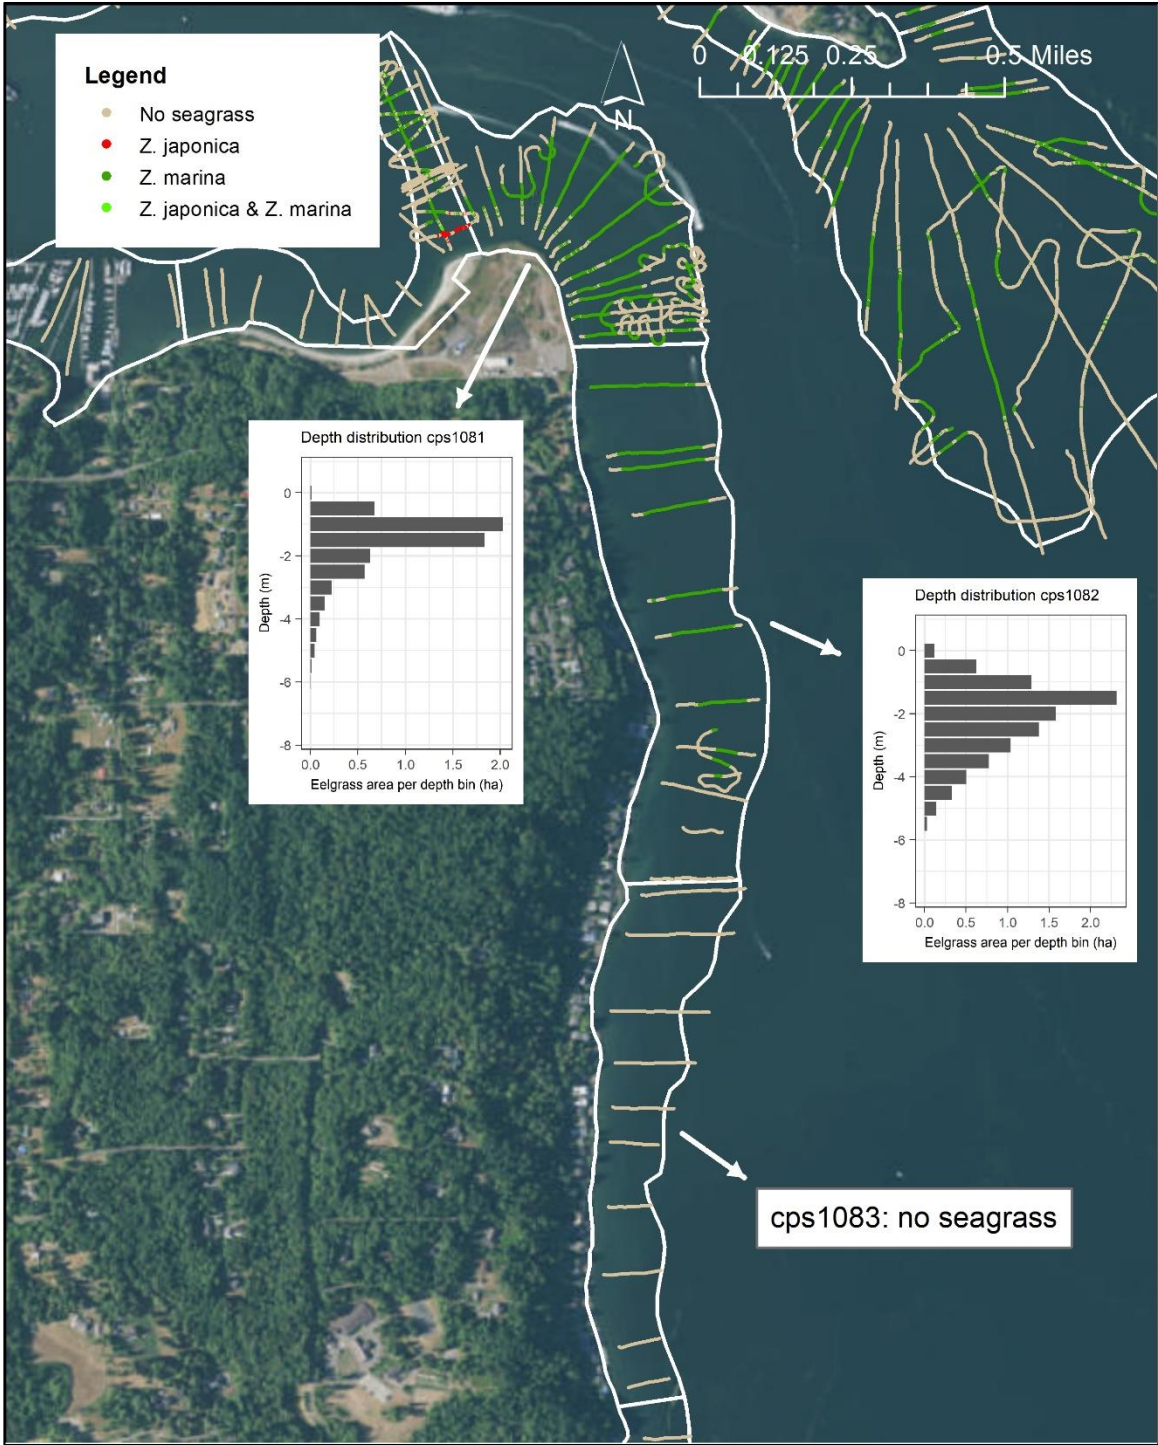 Legend
No seagrass
Z. japonica
Z. marina
Z. japonica & Z. marina
0 0.125 0.25 0.5 Miles
N
Depth distribution cps1081
Depth (m)
0
-2
-4
-6
-8
0.0 0.5 1.0 1.5 2.0
Eelgrass area per depth bin (ha)
Depth distribution cps1082
Depth (m)
0
-2
-4
-6
-8
0.0 0.5 1.0 1.5 2.0
Eelgrass area per depth bin (ha)
cps1083: no seagrass